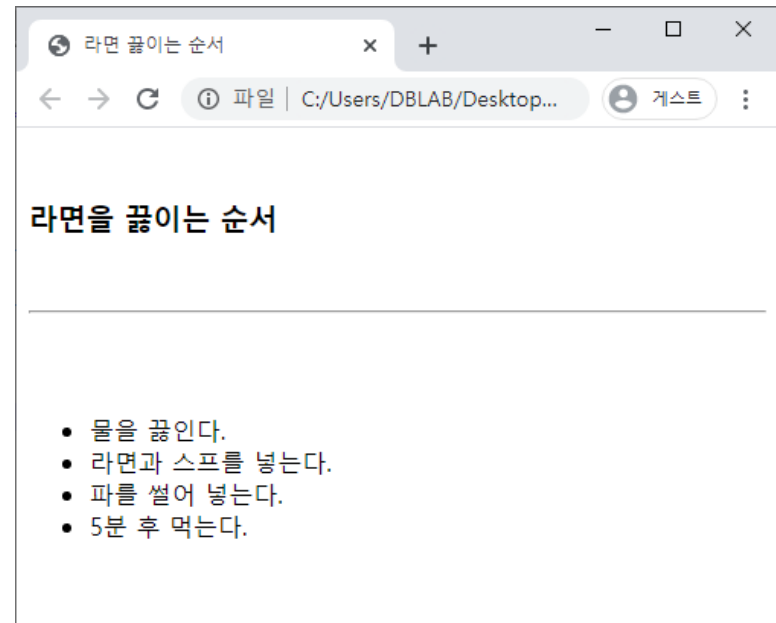 라면 끓이는 순서
파일 C:/Users/DBLAB/Desktop... 게스트
라면을 끓이는 순서
물을 끓인다.
라면과 스프를 넣는다.
파를 썰어 넣는다.
5분 후 먹는다.